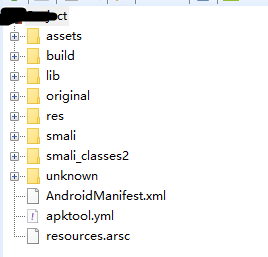 assets
build
lib
original
res
smali
smali_classes2
unknown
AndroidManifest.xml
apktool.yml
resources.arsc